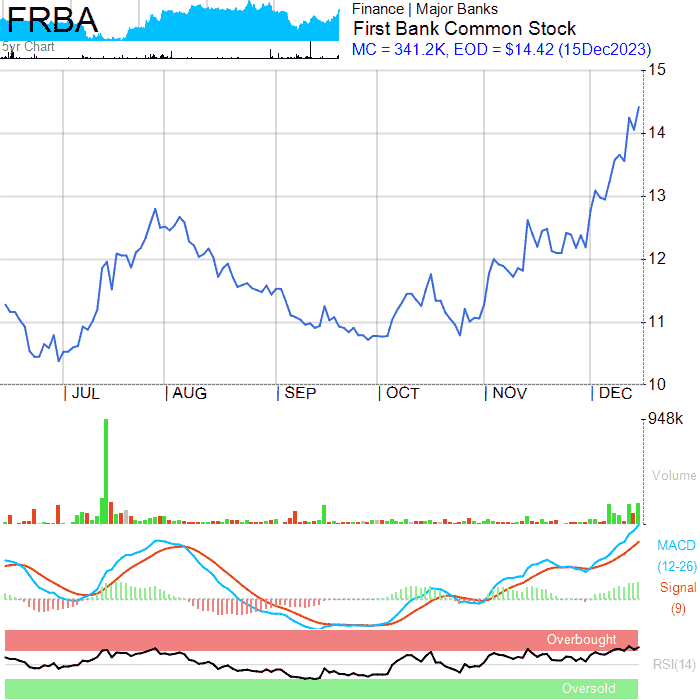 FRBA
5yr Chart
Finance | Major Banks
First Bank Common Stock
MC = 341.2K, EOD = $14.42 (15Dec2023)
15
14
13
12
11
10
JUL
AUG
SEP
OCT
NOV
DEC
948k
Volume
MACD
(12-26)
Signal
(9)
Overbought
RSI(14)
Oversold